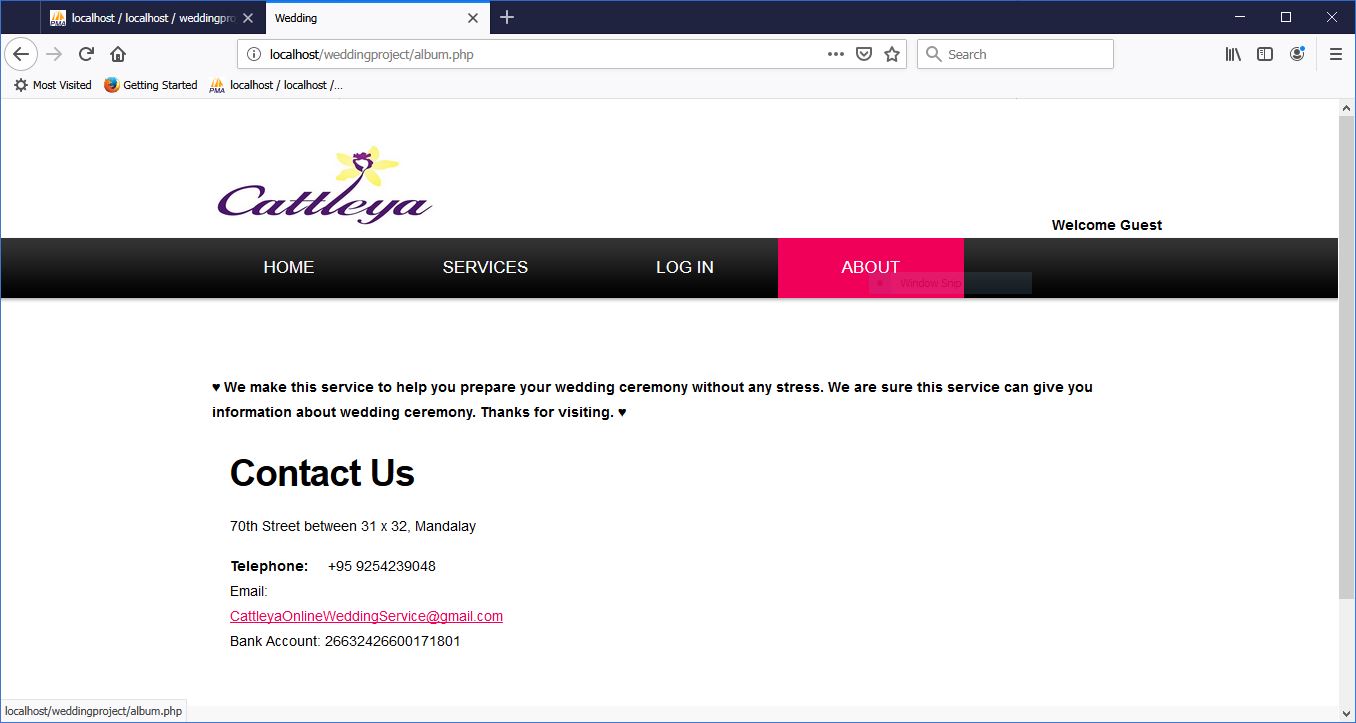 localhost / localhost / weddingpro
Wedding
localhost/weddingproject/album.php
Search
Most Visited
Getting Started
PMA
localhost / localhost /...
Cattleya
Welcome Guest
HOME
SERVICES
LOG IN
ABOUT
Window Snip
♥ We make this service to help you prepare your wedding ceremony without any stress. We are sure this service can give you
information about wedding ceremony. Thanks for visiting. ♥
Contact Us
70th Street between 31 x 32, Mandalay
Telephone: +95 9254239048
Email:
CattleyaOnlineWeddingService@gmail.com
Bank Account: 26632426600171801
localhost/weddingproject/album.php